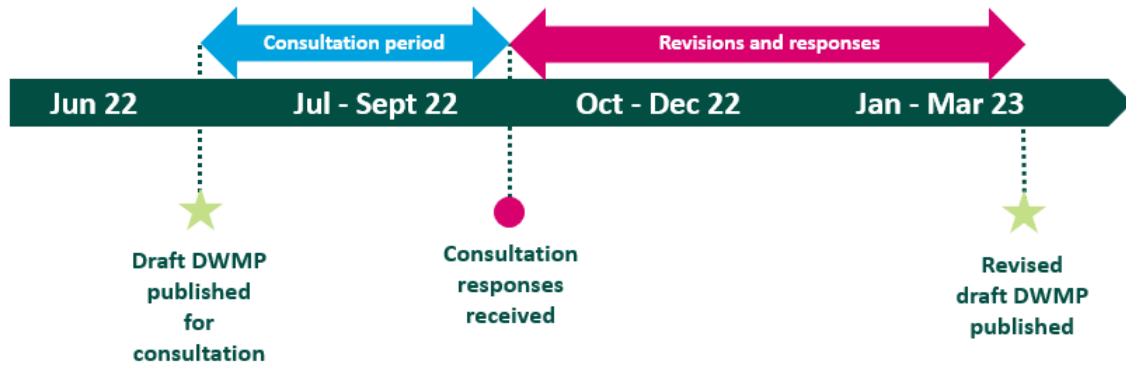 Consultation period
Revisions and responses
Jun 22
Jul - Sept 22
Oct - Dec 22
Jan - Mar 23
Draft DWMP
published
for
consultation
Consultation
responses
received
Revised
draft DWMP
published